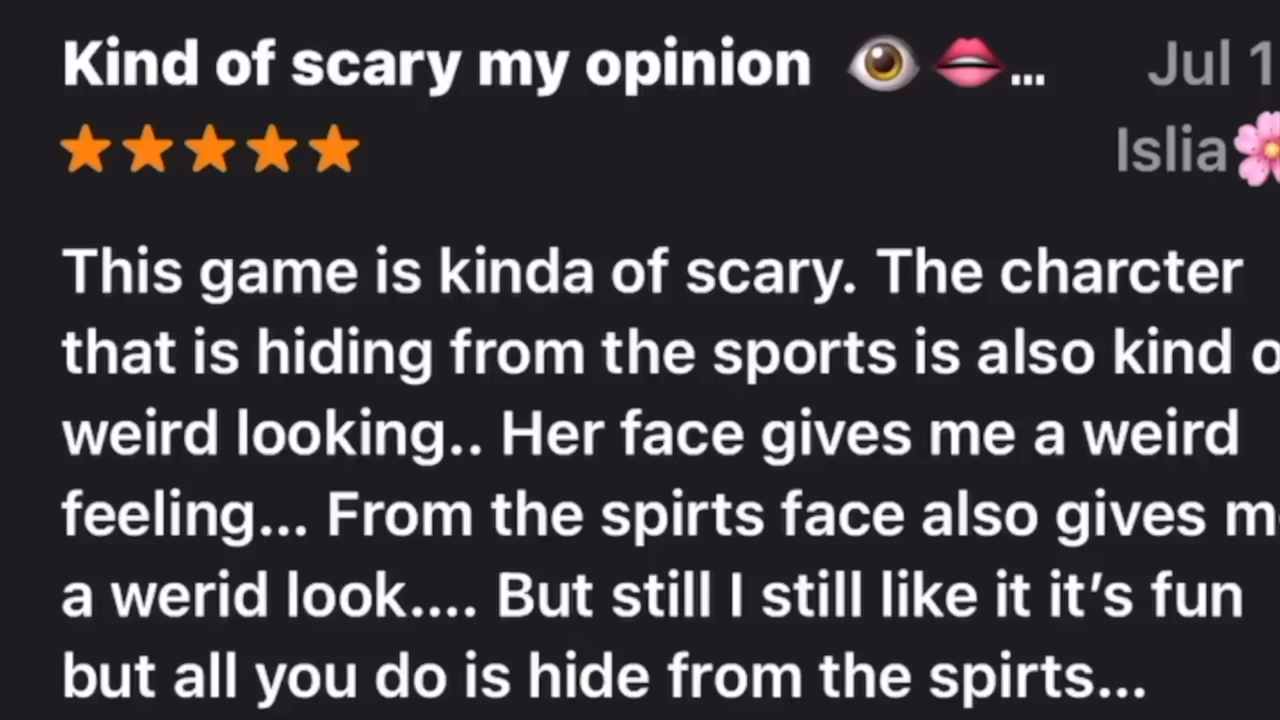 Kind of scary my opinion 👁️👄...
Jul 1
★★★★★
Islia🌸
This game is kinda of scary. The charcter
that is hiding from the sports is also kind o
weird looking.. Her face gives me a weird
feeling... From the spirts face also gives m
a werid look.... But still I still like it it’s fun
but all you do is hide from the spirts...